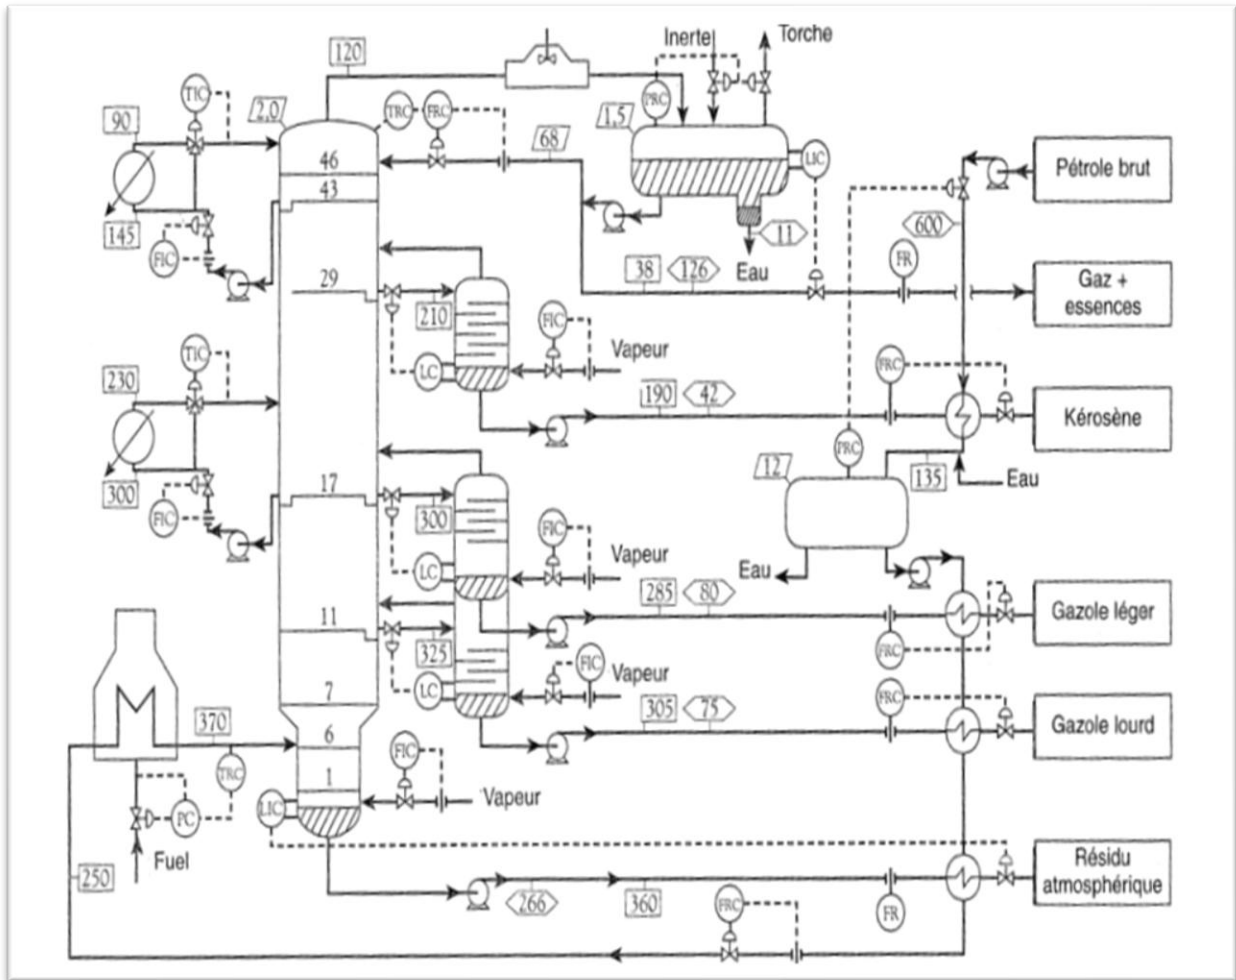 Inerte
Torche
120
TIC
2,0
TRC
FRC
PRC
1,5
90
68
LIC
Pétrole brut
46
43
145
FIC
11
600
Eau
38
126
FR
Gaz +
essences
29
210
FIC
LC
Vapeur
TIC
230
190
42
FRC
Kérosène
PRC
12
135
Eau
300
17
FIC
300
FIC
LC
Vapeur
Eau
285
80
Gazole léger
11
325
FRC
FIC
LC
Vapeur
7
305
75
FRC
Gazole lourd
370
6
FIC
TRC
1
LIC
Vapeur
PC
Fuel
250
Résidu
atmosphérique
266
360
FRC
FR